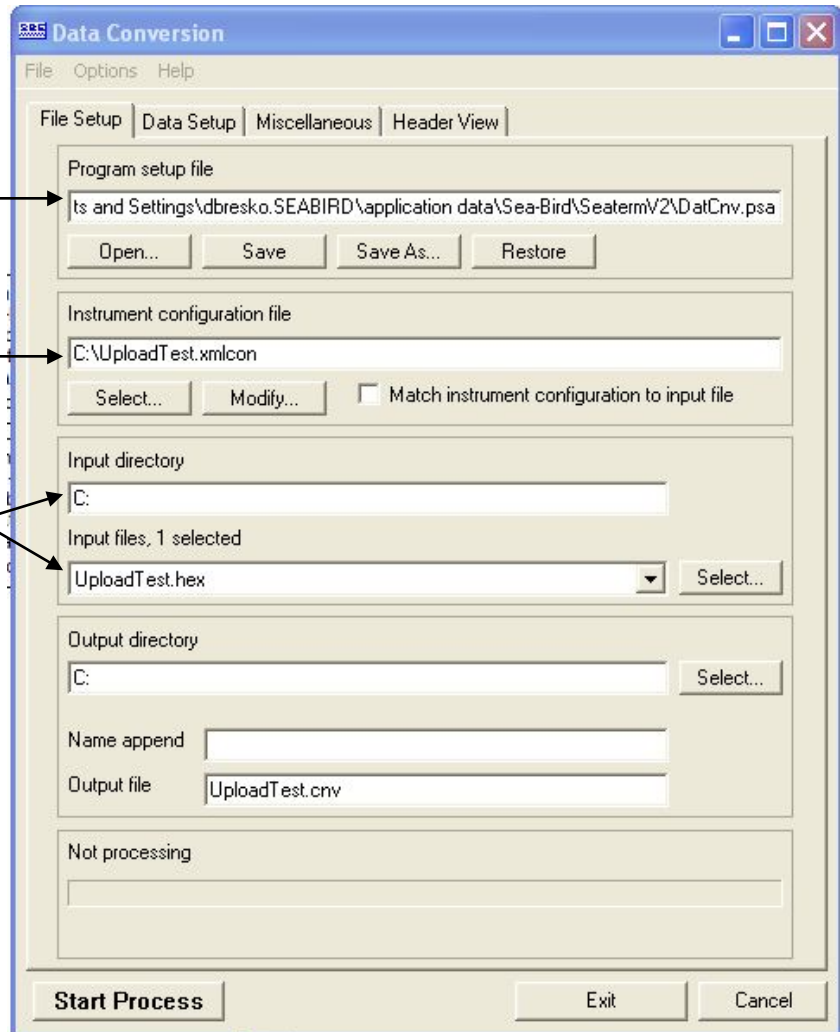 SBE Data Conversion
File Options Help
File Setup Data Setup Miscellaneous Header View
Program setup file
ts and Settings\dbresko.SEABIRD\application data\Sea-Bird\SeatermV2\DatCnv.psa
Open... Save Save As... Restore
Instrument configuration file
C:\UploadTest.xmlcon
Select... Modify... Match instrument configuration to input file
Input directory
C:
Input files, 1 selected
UploadTest.hex Select...
Output directory
C: Select...
Name append
Output file UploadTest.cnv
Not processing
Start Process Exit Cancel